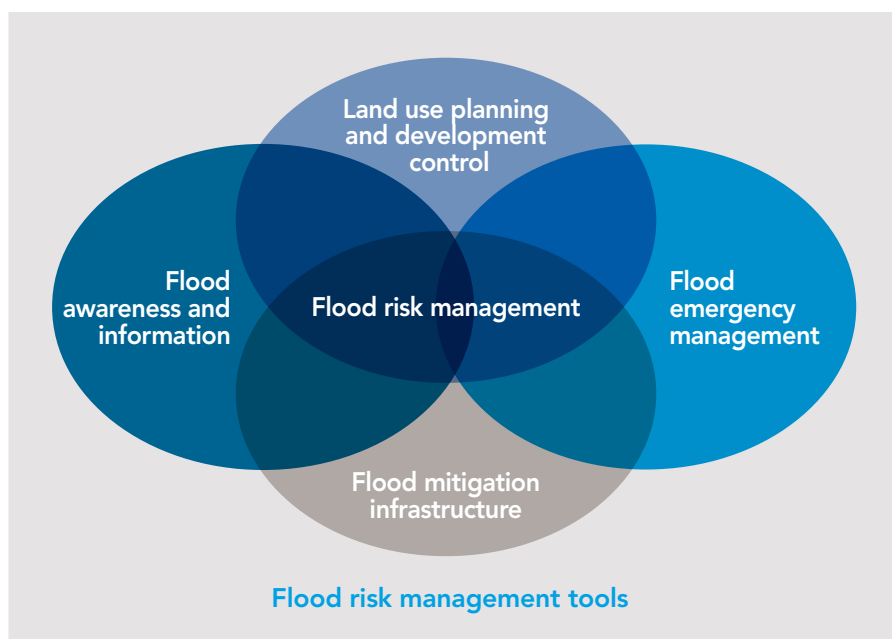 Land use planning
and development
control
Flood
awareness and
information
Flood risk management
Flood
emergency
management
Flood mitigation
infrastructure
Flood risk management tools